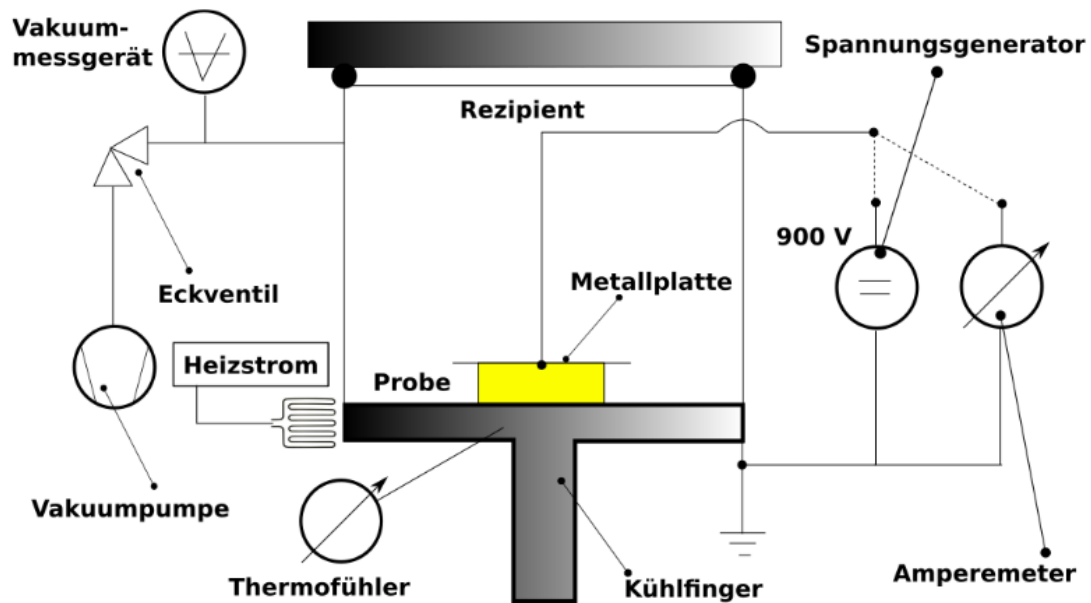 Vakuum-
messgerät
Spannungsgenerator
Rezipient
900 V
Eckventil
Metallplatte
Heizstrom
Probe
Vakuumpumpe
Thermofühler
Kühlfinger
Amperemeter